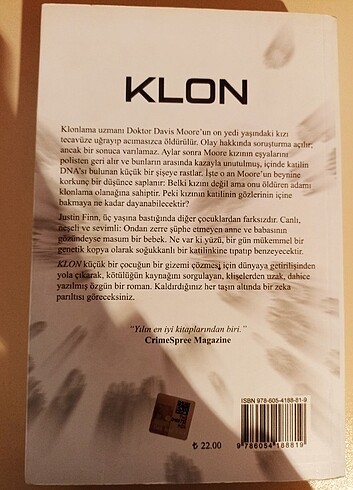 KLON
Klonlama uzmanı Doktor Davis Moore'un on yedi yaşındaki kızı
tecavüze uğrayıp acımasızca öldürülür. Olay hakkında soruşturma açılır;
ancak bir sonuca varılamaz. Aylar sonra Moore kızının eşyalarını
polisten geri alır ve bunların arasında kazayla unutulmuş, içinde katilin
DNA'sı bulunan küçük bir şişeye rastlar. İşte o an Moore'un beynine
korkunç bir düşünce saplanır: Belki kızını değil ama onu öldüren adamı
klonlama olanağına sahiptir. Peki kızının katilinin gözlerinin içine
bakmaya ne kadar dayanabilecektir?
Justin Finn, üç yaşına bastığında diğer çocuklardan farksızdır. Canlı,
neşeli ve sevimli: Ondan zerre şüphe etmeyen anne ve babasının
gözündeyse masum bir bebek. Ne var ki yüzü, bir gün mükemmel bir
genetik kopya olarak soğukkanlı bir katilinkine tıpatıp benzeyecektir.
KLON küçük bir çocuğun bir gizemi çözmesi için dünyaya getirilişinden
yola çıkarak, kötülüğün kaynağını sorgulayan, klişelerden uzak, dahice
yazılmış özgün bir roman. Kaldırdığınız her taşın altında bir zeka
parıltısı göreceksiniz.
"Yılın en iyi kitaplarından biri."
CrimeSpree Magazine
ISBN 978-605-4188-81-9
9 786054 188819
₺ 22.00